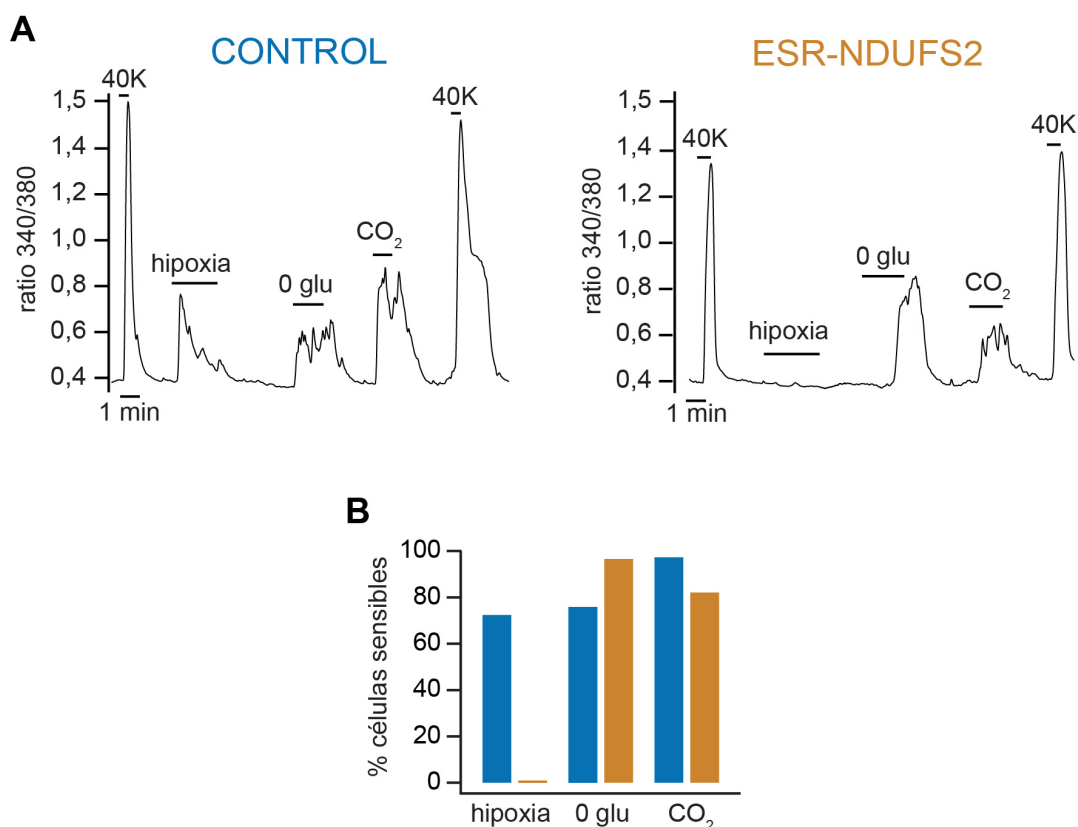 A
CONTROL
ESR-NDUFS2
ratio 340/380
1,5
1,4
1,2
1,0
0,8
0,6
0,4
40K
hipoxia
0 glu
CO2
40K
1 min
ratio 340/380
1,5
1,4
1,2
1,0
0,8
0,6
0,4
40K
hipoxia
0 glu
CO2
40K
1 min
B
% células sensibles
100
80
60
40
20
0
hipoxia 0 glu CO2